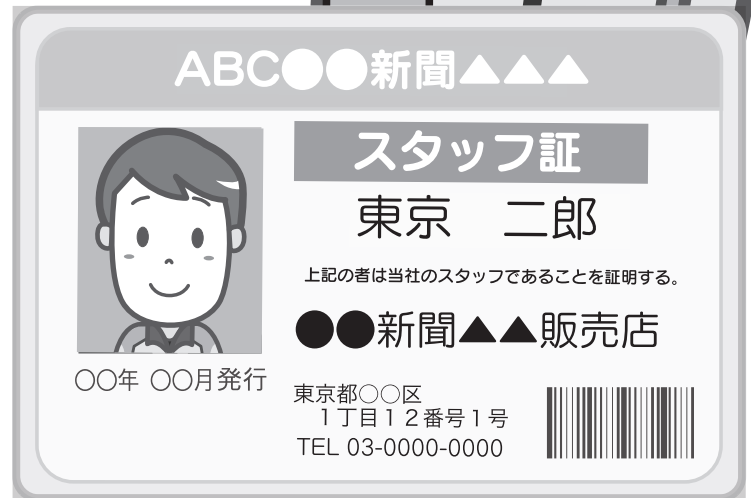 ABC●●新聞▲▲▲
スタッフ証
東京　二郎
上記の者は当社のスタッフであることを証明する。
●●新聞▲▲販売店
○○年 ○○月発行
東京都○○区
1丁目12番号1号
TEL 03-0000-0000